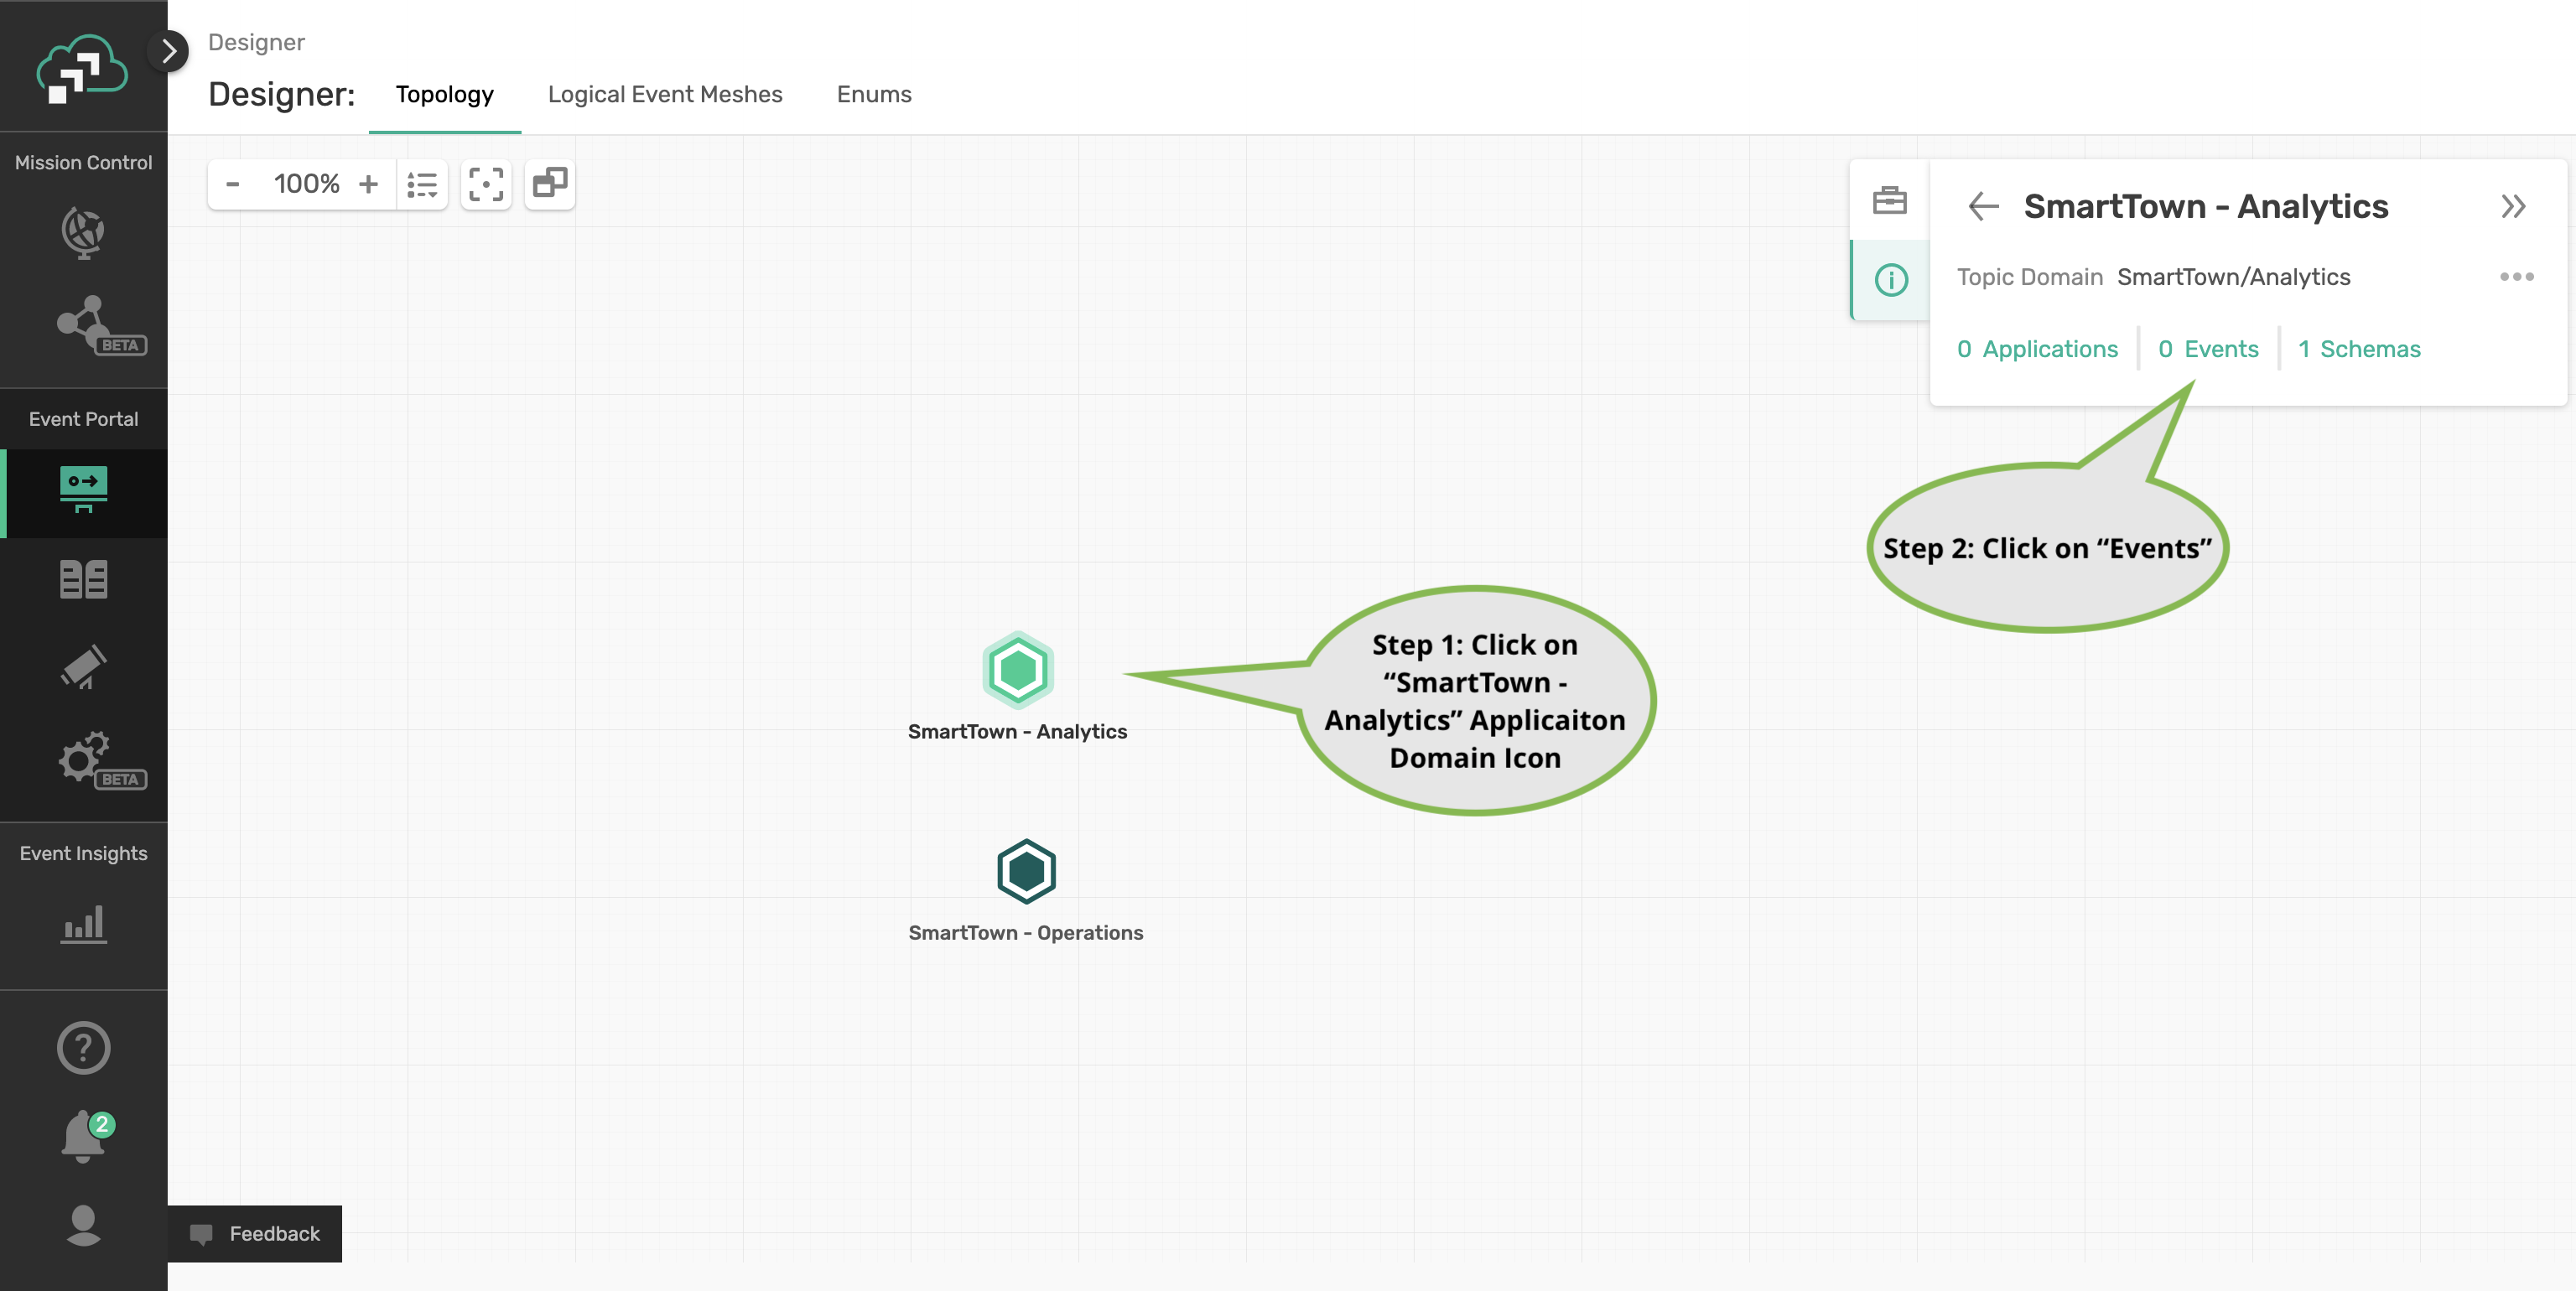 Designer
Designer: Topology Logical Event Meshes Enums
Mission Control
- 100% +
SmartTown - Analytics
Topic Domain SmartTown/Analytics
0 Applications 0 Events 1 Schemas
BETA
Event Portal
Step 2: Click on “Events”
Step 1: Click on
“SmartTown -
Analytics” Applicaiton
Domain Icon
SmartTown - Analytics
BETA
Event Insights
SmartTown - Operations
?
2
Feedback